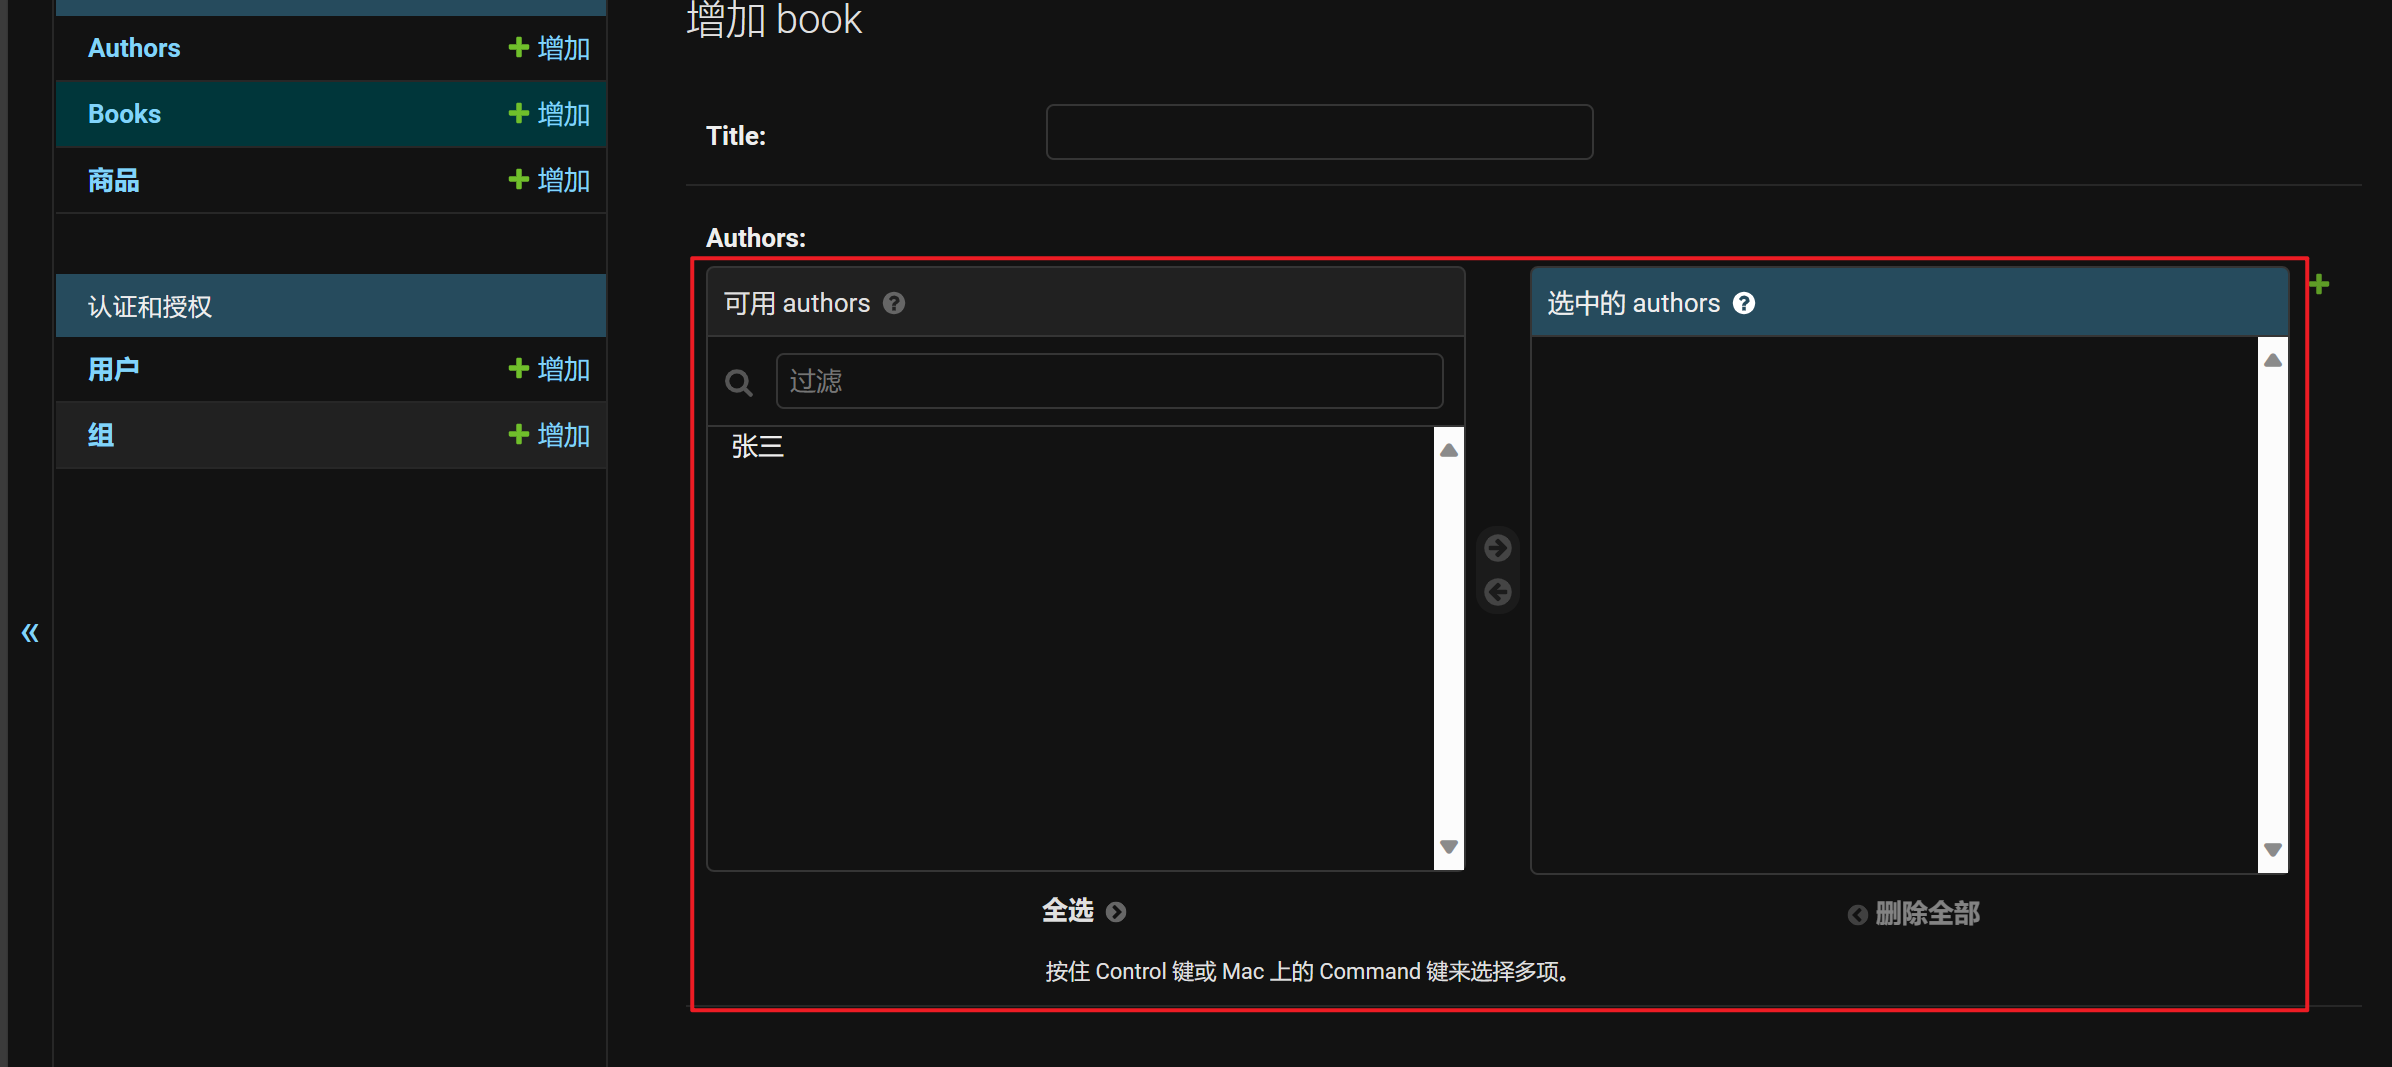 增加 book
Authors
增加
Books
增加
商品
增加
认证和授权
用户
增加
组
增加
«
Title:
Authors:
可用 authors ?
过滤
张三
全选
选中的 authors ?
删除全部
按住 Control 键或 Mac 上的 Command 键来选择多项。